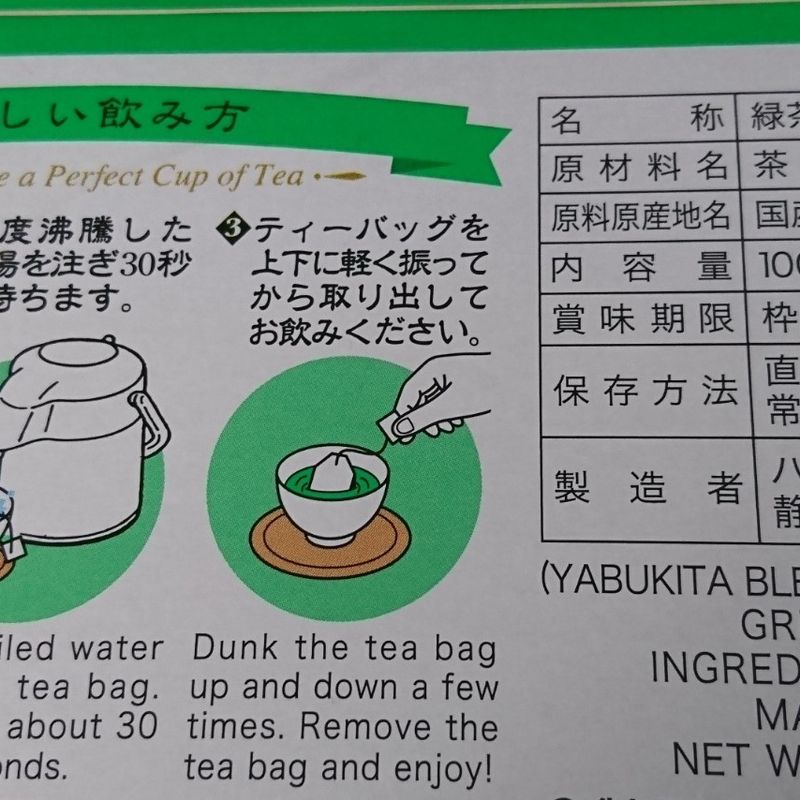 しい飲み方
e a Perfect Cup of Tea
度沸騰した
湯を注ぎ30秒
待ちます。
3 ティーバッグを
上下に軽く振って
から取り出して
お飲みください。
iled water
tea bag.
about 30
onds.
Dunk the tea bag
up and down a few
times. Remove the
tea bag and enjoy!
名称 緑茶
原材料名 茶
原料原産地名 国産
内容量 100
賞味期限 枠
保存方法 直
常
製造者 ハ
静
(YABUKITA BLE
GR
INGRED
MA
NET W